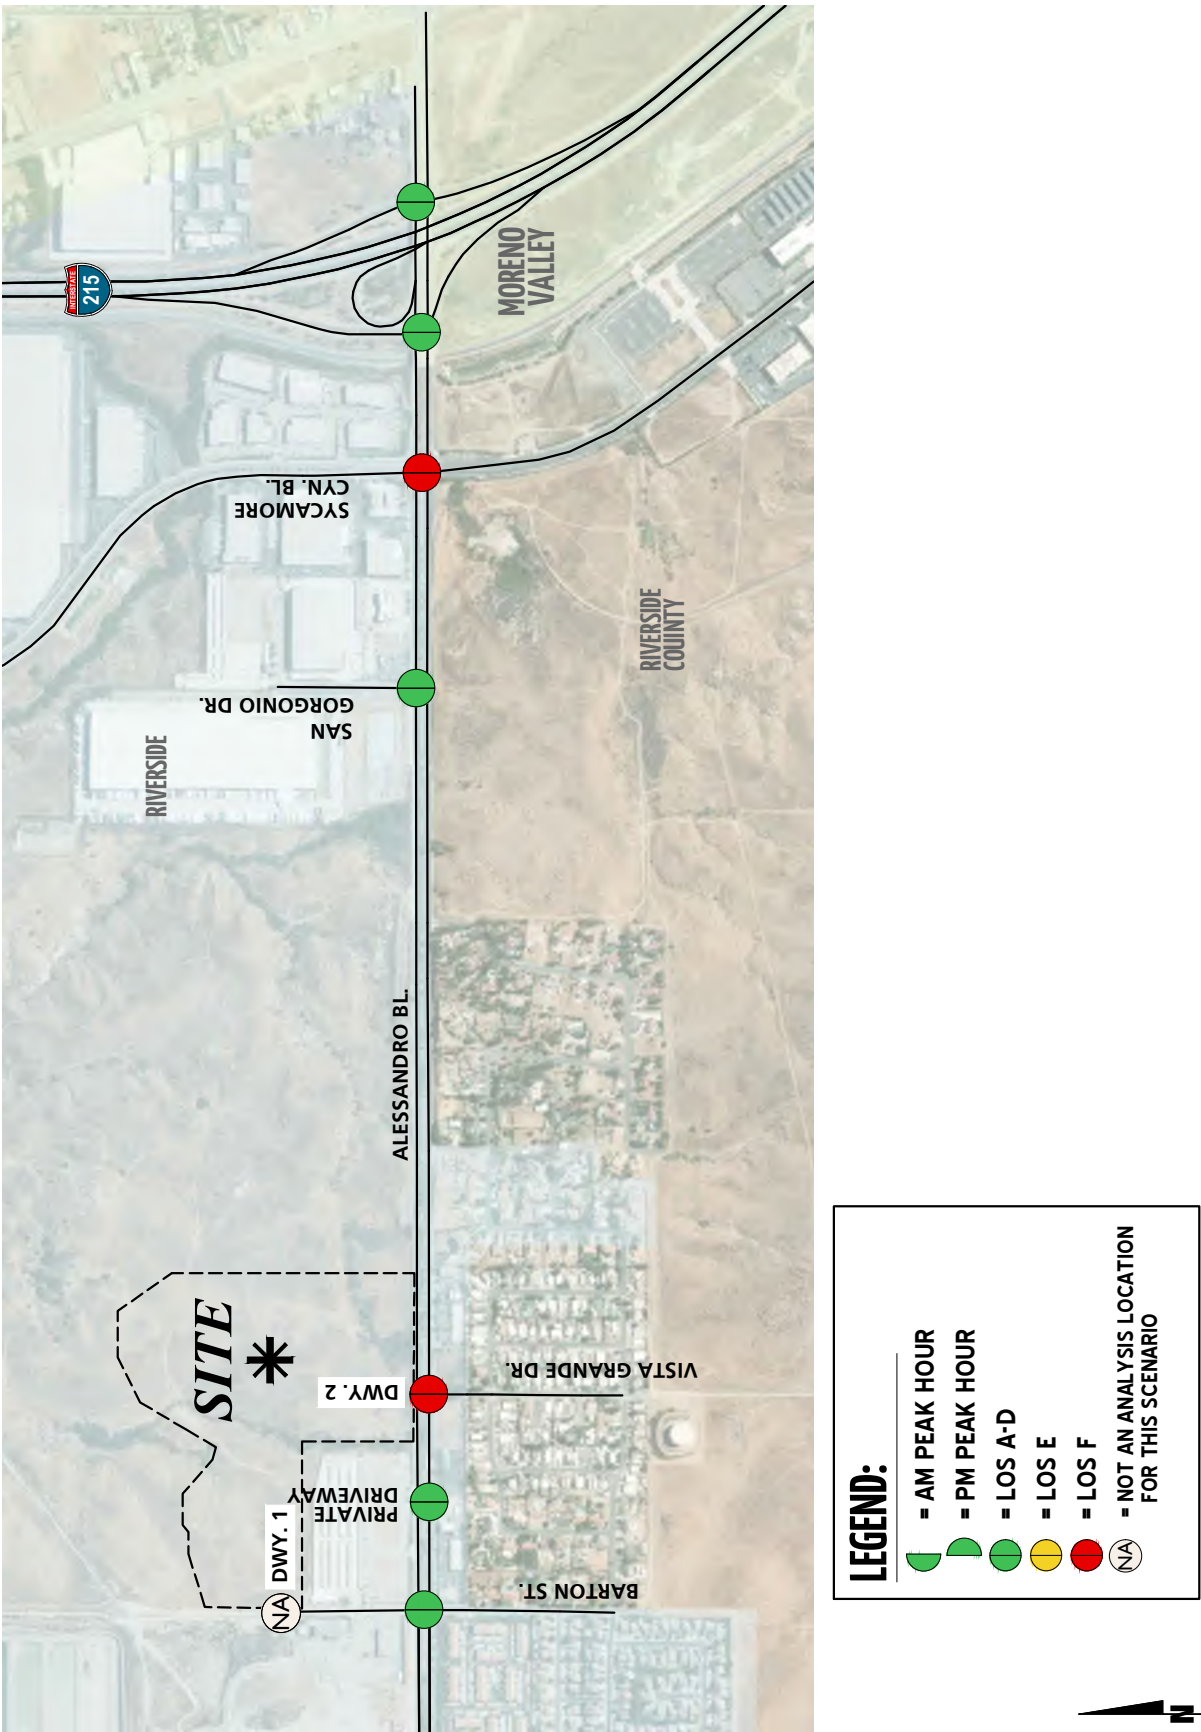 INTERSTATE
215
MORENO
VALLEY
SYCAMORE
CYN. BL.
RIVERSIDE
COUINTY
SAN
GORGONIO DR.
RIVERSIDE
ALESSANDRO BL.
SITE
DWY. 2
VISTA GRANDE DR.
PRIVATE
DRIVEWAY
DWY. 1
NA
BARTON ST.
LEGEND:
= AM PEAK HOUR
= PM PEAK HOUR
= LOS A-D
= LOS E
= LOS F
NA = NOT AN ANALYSIS LOCATION
FOR THIS SCENARIO
N